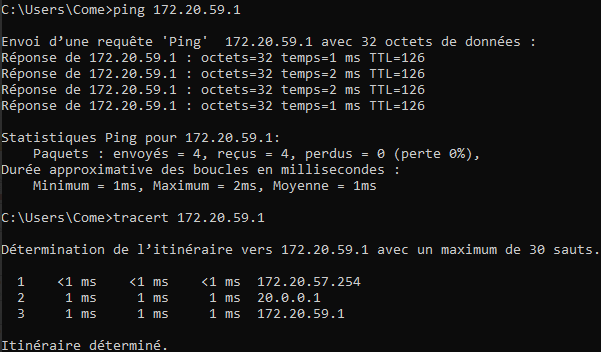 C:\Users\Come>ping 172.20.59.1
Envoi d’une requête 'Ping'  172.20.59.1 avec 32 octets de données :
Réponse de 172.20.59.1 : octets=32 temps=1 ms TTL=126
Réponse de 172.20.59.1 : octets=32 temps=2 ms TTL=126
Réponse de 172.20.59.1 : octets=32 temps=2 ms TTL=126
Réponse de 172.20.59.1 : octets=32 temps=1 ms TTL=126
Statistiques Ping pour 172.20.59.1:
    Paquets : envoyés = 4, reçus = 4, perdus = 0 (perte 0%),
Durée approximative des boucles en millisecondes :
    Minimum = 1ms, Maximum = 2ms, Moyenne = 1ms
C:\Users\Come>tracert 172.20.59.1
Détermination de l’itinéraire vers 172.20.59.1 avec un maximum de 30 sauts.
  1    <1 ms    <1 ms    <1 ms  172.20.57.254
  2     1 ms     1 ms     1 ms  20.0.0.1
  3     1 ms     1 ms     1 ms  172.20.59.1
Itinéraire déterminé.